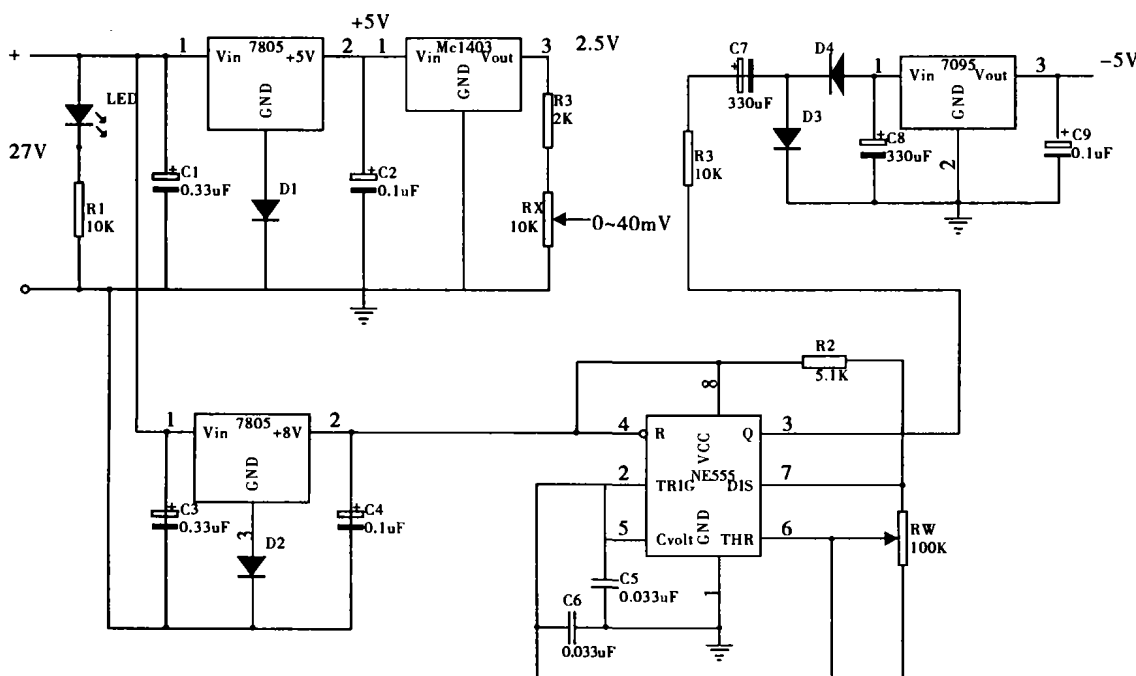 +5V
+
1
7805
Vin
+5V
GND
2
1
Mc1403
Vin
Vout
GND
3
2.5V
LED
27V
R1
10K
C1
0.33uF
D1
C2
0.1uF
R3
2K
RX
10K
0~40mV
C7
330uF
D4
D3
1
7095
Vin
Vout
GND
2
3
-5V
C8
330uF
C9
0.1uF
R3
10K
1
7805
Vin
+8V
GND
2
3
C3
0.33uF
D2
C4
0.1uF
R2
5.1K
8
4
R
VCC
Q
3
NE555
2
TRIG
DIS
7
5
Cvolt
GND
THR
6
1
RW
100K
C5
0.033uF
C6
0.033uF